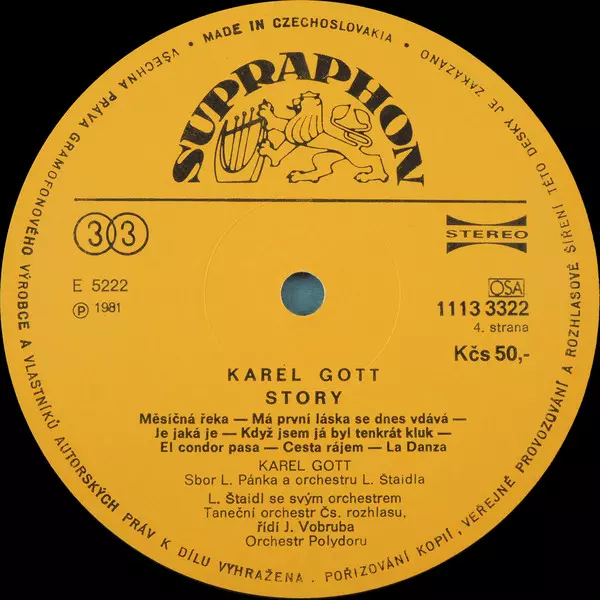 VŠECHNA PRÁVA GRAMOFONOVÉHO VÝROBCE A VLASTNÍKŮ AUTORSKÝCH PRÁV K DÍLU VYHRAŽENA . POŘIZOVÁNÍ KOPIÍ , VEŘEJNÉ PROVOZOVÁNÍ A ROZHLASOVÉ ŠÍŘENÍ TÉTO DESKY JE ZAKÁZÁNO
• MADE IN CZECHOSLOVAKIA •
SUPRAPHON
33
STEREO
E 5222
℗ 1981
OSA
1113 3322
4. strana
Kčs 50,-
KAREL GOTT
STORY
Měsíčná řeka — Má první láska se dnes vdává —
Je jaká je — Když jsem já byl tenkrát kluk —
El condor pasa — Cesta rájem — La Danza
KAREL GOTT
Sbor L. Pánka a orchestru L. Štaidla
L. Štaidl se svým orchestrem
Taneční orchestr Čs. rozhlasu,
řídí J. Vobruba
Orchestr Polydoru